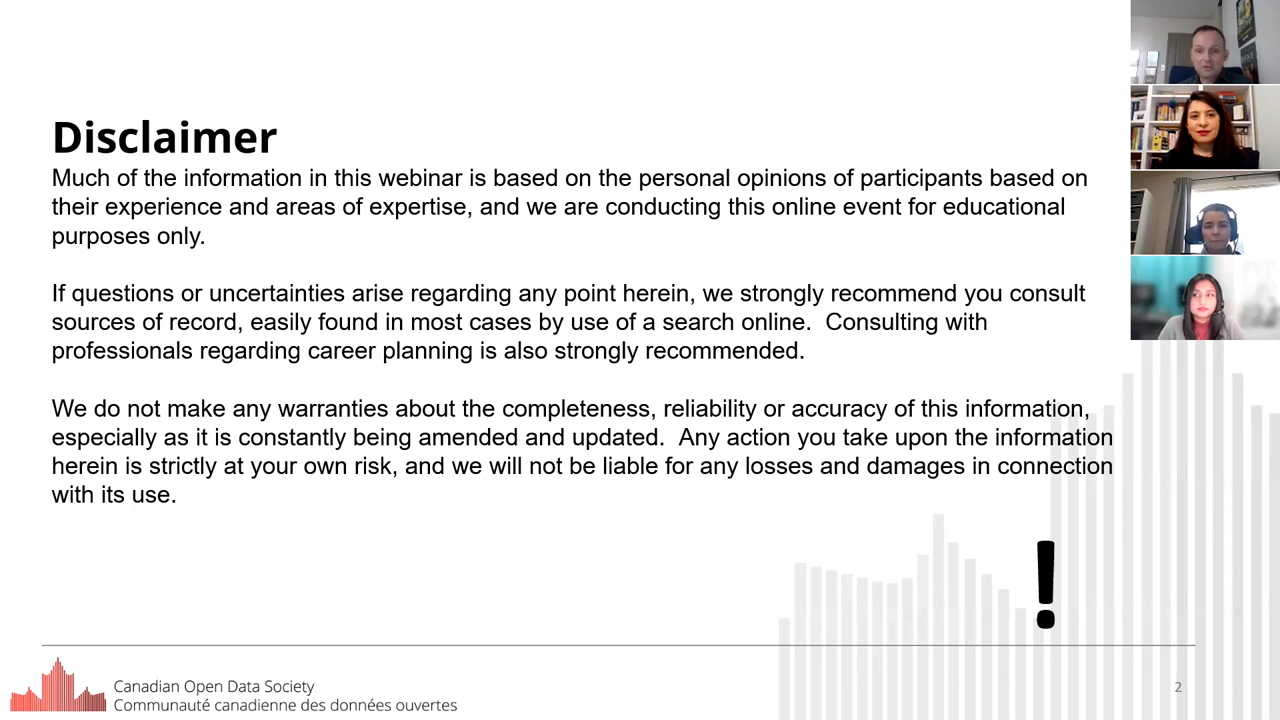 Disclaimer
Much of the information in this webinar is based on the personal opinions of participants based on
their experience and areas of expertise, and we are conducting this online event for educational
purposes only.
If questions or uncertainties arise regarding any point herein, we strongly recommend you consult
sources of record, easily found in most cases by use of a search online.  Consulting with
professionals regarding career planning is also strongly recommended.
We do not make any warranties about the completeness, reliability or accuracy of this information,
especially as it is constantly being amended and updated.  Any action you take upon the information
herein is strictly at your own risk, and we will not be liable for any losses and damages in connection
with its use.
!
Canadian Open Data Society
Communauté canadienne des données ouvertes
2